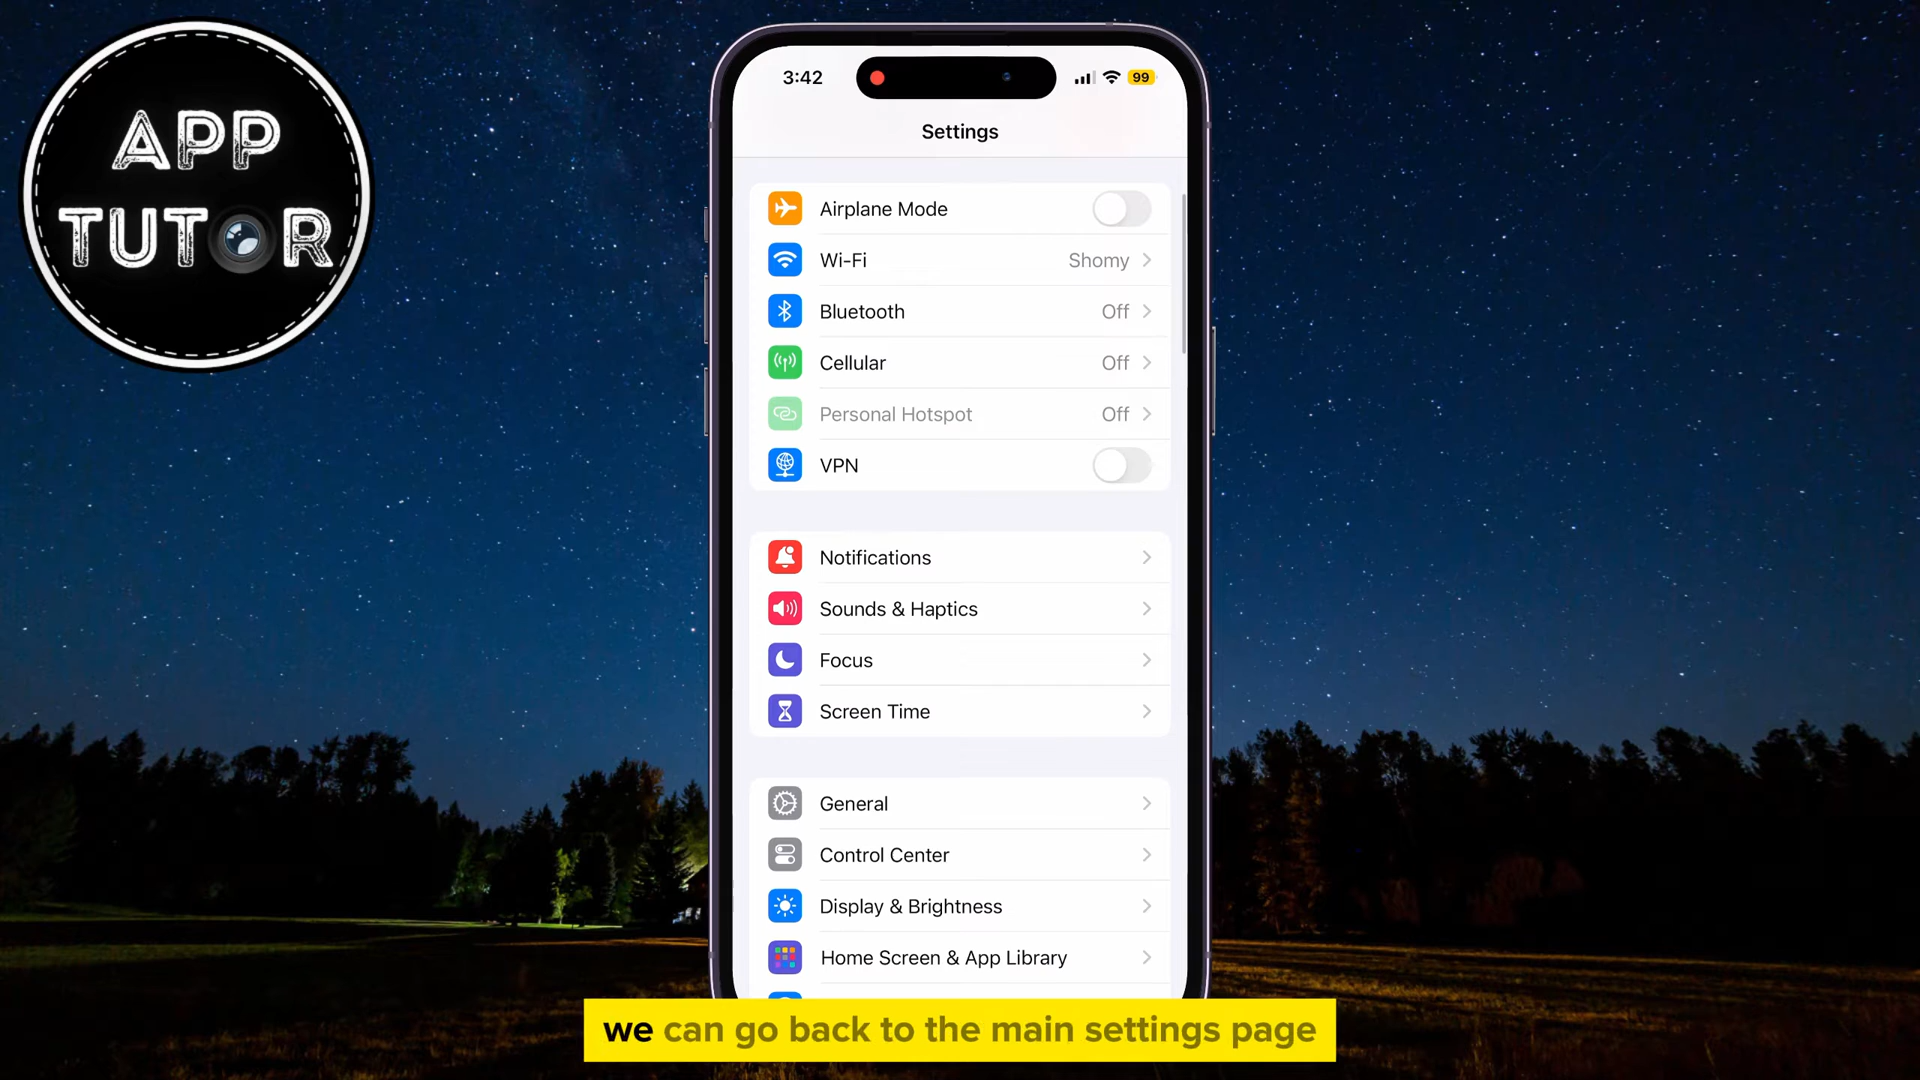 APP
TUTOR
3:42
99
Settings
Airplane Mode
Wi-Fi Shomy
Bluetooth Off
Cellular Off
Personal Hotspot Off
VPN
Notifications
Sounds & Haptics
Focus
Screen Time
General
Control Center
Display & Brightness
Home Screen & App Library
we can go back to the main settings page